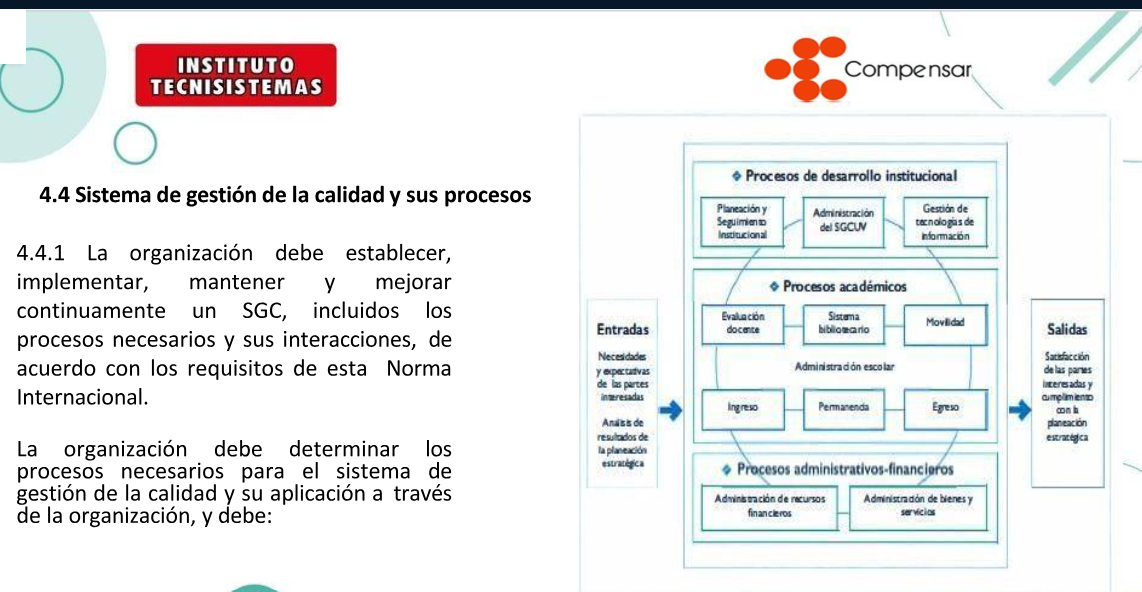 INSTITUTO
TECNISISTEMAS
Compensar
4.4 Sistema de gestión de la calidad y sus procesos
4.4.1 La organización debe establecer,
implementar, mantener y mejorar
continuamente un SGC, incluidos los
procesos necesarios y sus interacciones, de
acuerdo con los requisitos de esta Norma
Internacional.
La organización debe determinar los
procesos necesarios para el sistema de
gestión de la calidad y su aplicación a través
de la organización, y debe:
Entradas
Necesidades
y expectativas
de las partes
interesadas
Análisis de
resultados de
la planeación
estratégica
Procesos de desarrollo institucional
Planeación y
Seguimiento
Institucional
Administración
del SGCUV
Gestión de
tecnologías de
información
Procesos académicos
Evaluación
docente
Sistema
bibliotecario
Movilidad
Administración escolar
Ingreso
Permanencia
Egreso
Procesos administrativos-financieros
Administración de recursos
financieros
Administración de bienes y
servicios
Salidas
Satisfacción
de las partes
interesadas y
cumplimiento
con la
planeación
estratégica